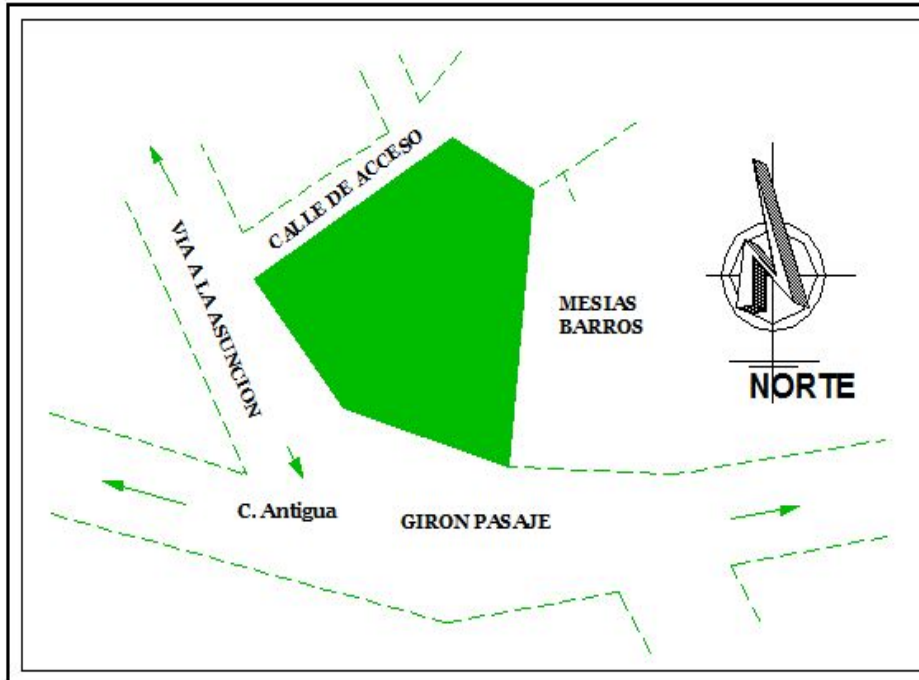 CALLE DE ACCESO
VIA A LA ASUNCION
MESIAS
BARROS
NORTE
C. Antigua
GIRON PASAJE